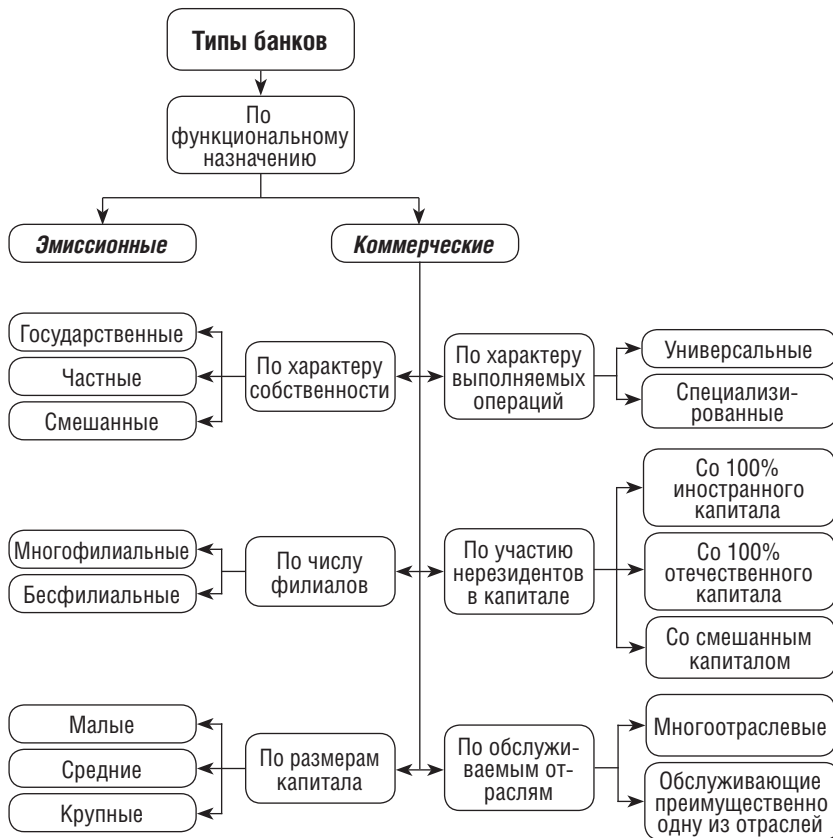 Типы банков
По
функциональному
назначению
Эмиссионные
Коммерческие
Государственные
Частные
Смешанные
По характеру
собственности
По характеру
выполняемых
операций
Универсальные
Специализи-
рованные
Многофилиальные
Бесфилиальные
По числу
филиалов
По участию
нерезидентов
в капитале
Со 100%
иностранного
капитала
Со 100%
отечественного
капитала
Со смешанным
капиталом
Малые
Средние
Крупные
По размерам
капитала
По обслужи-
ваемым от-
раслям
Многоотраслевые
Обслуживающие
преимущественно
одну из отраслей